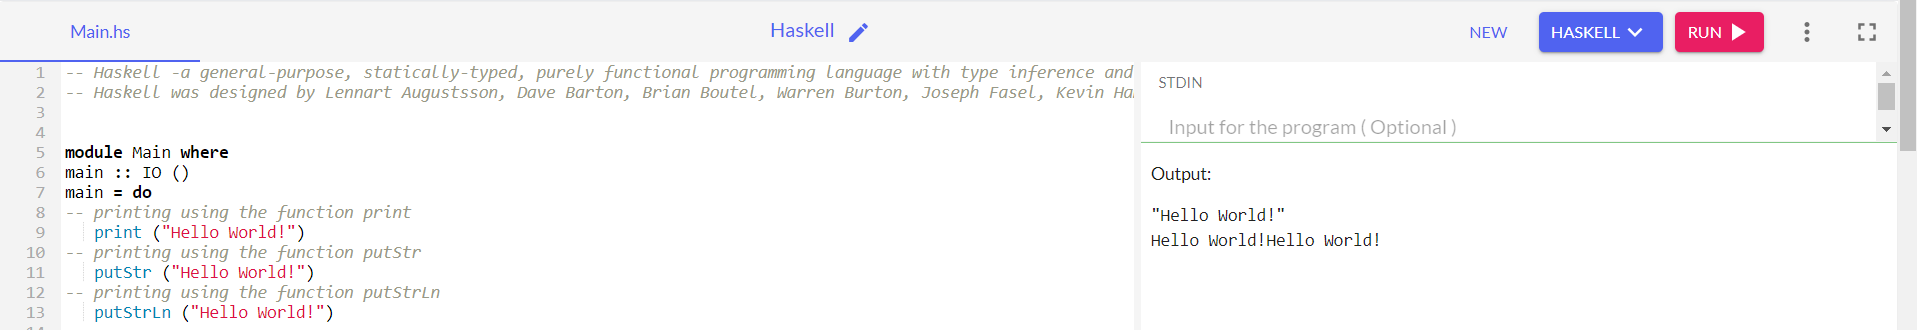 Main.hs
Haskell
NEW
HASKELL
RUN
1 -- Haskell -a general-purpose, statically-typed, purely functional programming language with type inference and
2 -- Haskell was designed by Lennart Augustsson, Dave Barton, Brian Boutel, Warren Burton, Joseph Fasel, Kevin Ha
3
4
5 module Main where
6 main :: IO ()
7 main = do
8 -- printing using the function print
9    print ("Hello World!")
10 -- printing using the function putStr
11    putStr ("Hello World!")
12 -- printing using the function putStrLn
13    putStrLn ("Hello World!")
STDIN
Input for the program ( Optional )
Output:
"Hello World!"
Hello World!Hello World!